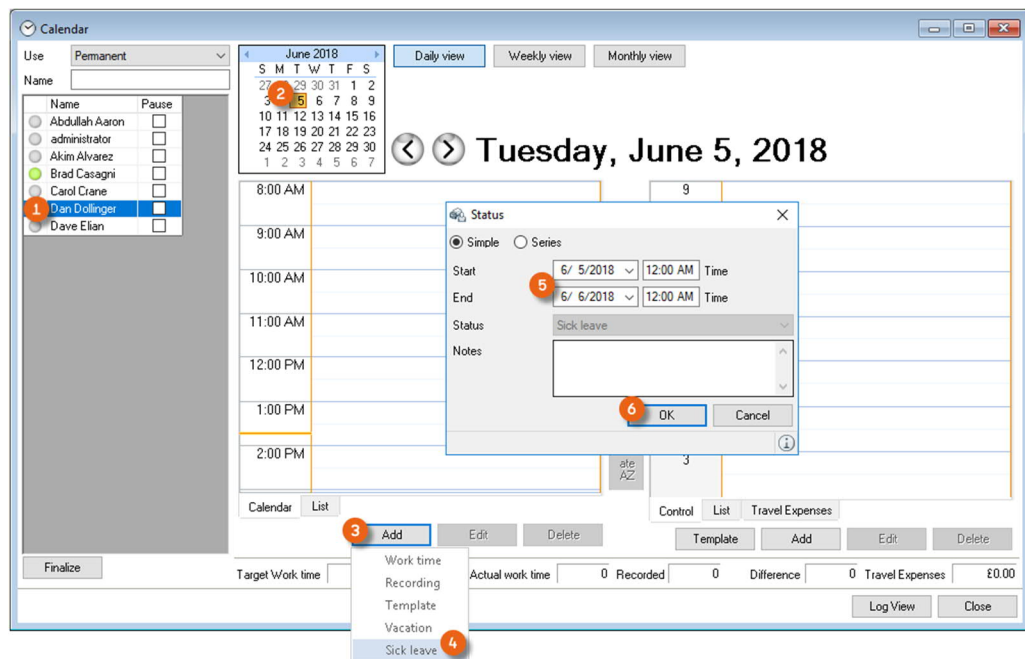 Calendar
Use Permanent
Name
Name Pause
Abdullah Aaron
administrator
Akim Alvarez
Brad Casagni
Carol Crane
1 Dan Dollinger
Dave Elian
Finalize
June 2018
S M T W T F S
27 29 30 31 1 2
3 2 5 6 7 8 9
10 11 12 13 14 15 16
17 18 19 20 21 22 23
24 25 26 27 28 29 30
1 2 3 4 5 6 7
Daily view Weekly view Monthly view
Tuesday, June 5, 2018
8:00 AM
9:00 AM
10:00 AM
11:00 AM
12:00 PM
1:00 PM
2:00 PM
9
3
ate
AZ
Status
Simple Series
Start 6/ 5/2018 12:00 AM Time
5
End 6/ 6/2018 12:00 AM Time
Status Sick leave
Notes
6 OK Cancel
Calendar List
Control List Travel Expenses
3 Add Edit Delete
Template Add Edit Delete
Work time
Recording
Template
Vacation
Sick leave 4
Target Work time Actual work time 0 Recorded 0 Difference 0 Travel Expenses £0.00
Log View Close